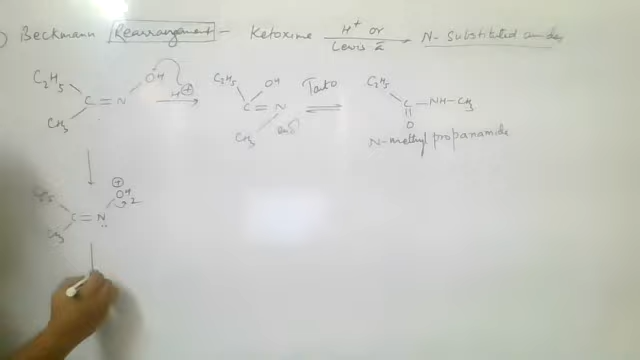 Beckmann Rearrangement - Ketoxime H⁺ or Lewis N-Substituted amides
C₂H₅ OH C₂H₅ OH Tauto C₂H₅
C = N H⁺ C = N C - NH - CH₃
CH₃ CH₃ O
N-methyl propanamide
⊕
OH₂
C = N
CH₃